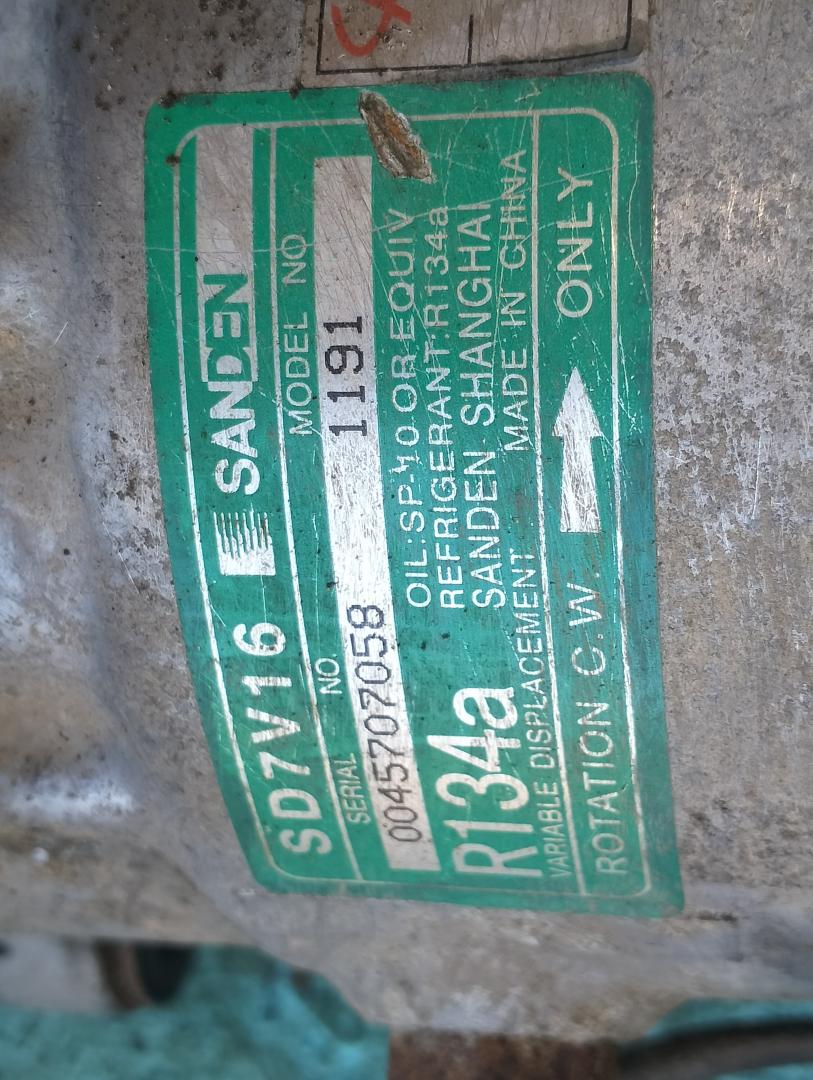 SD7V16 SANDEN
SERIAL NO. MODEL NO
0045707058 1191
R134a
OIL:SP-10 OR EQUIV
REFRIGERANT:R134a
SANDEN SHANGHAI
VARIABLE DISPLACEMENT MADE IN CHINA
ROTATION C.W. ONLY